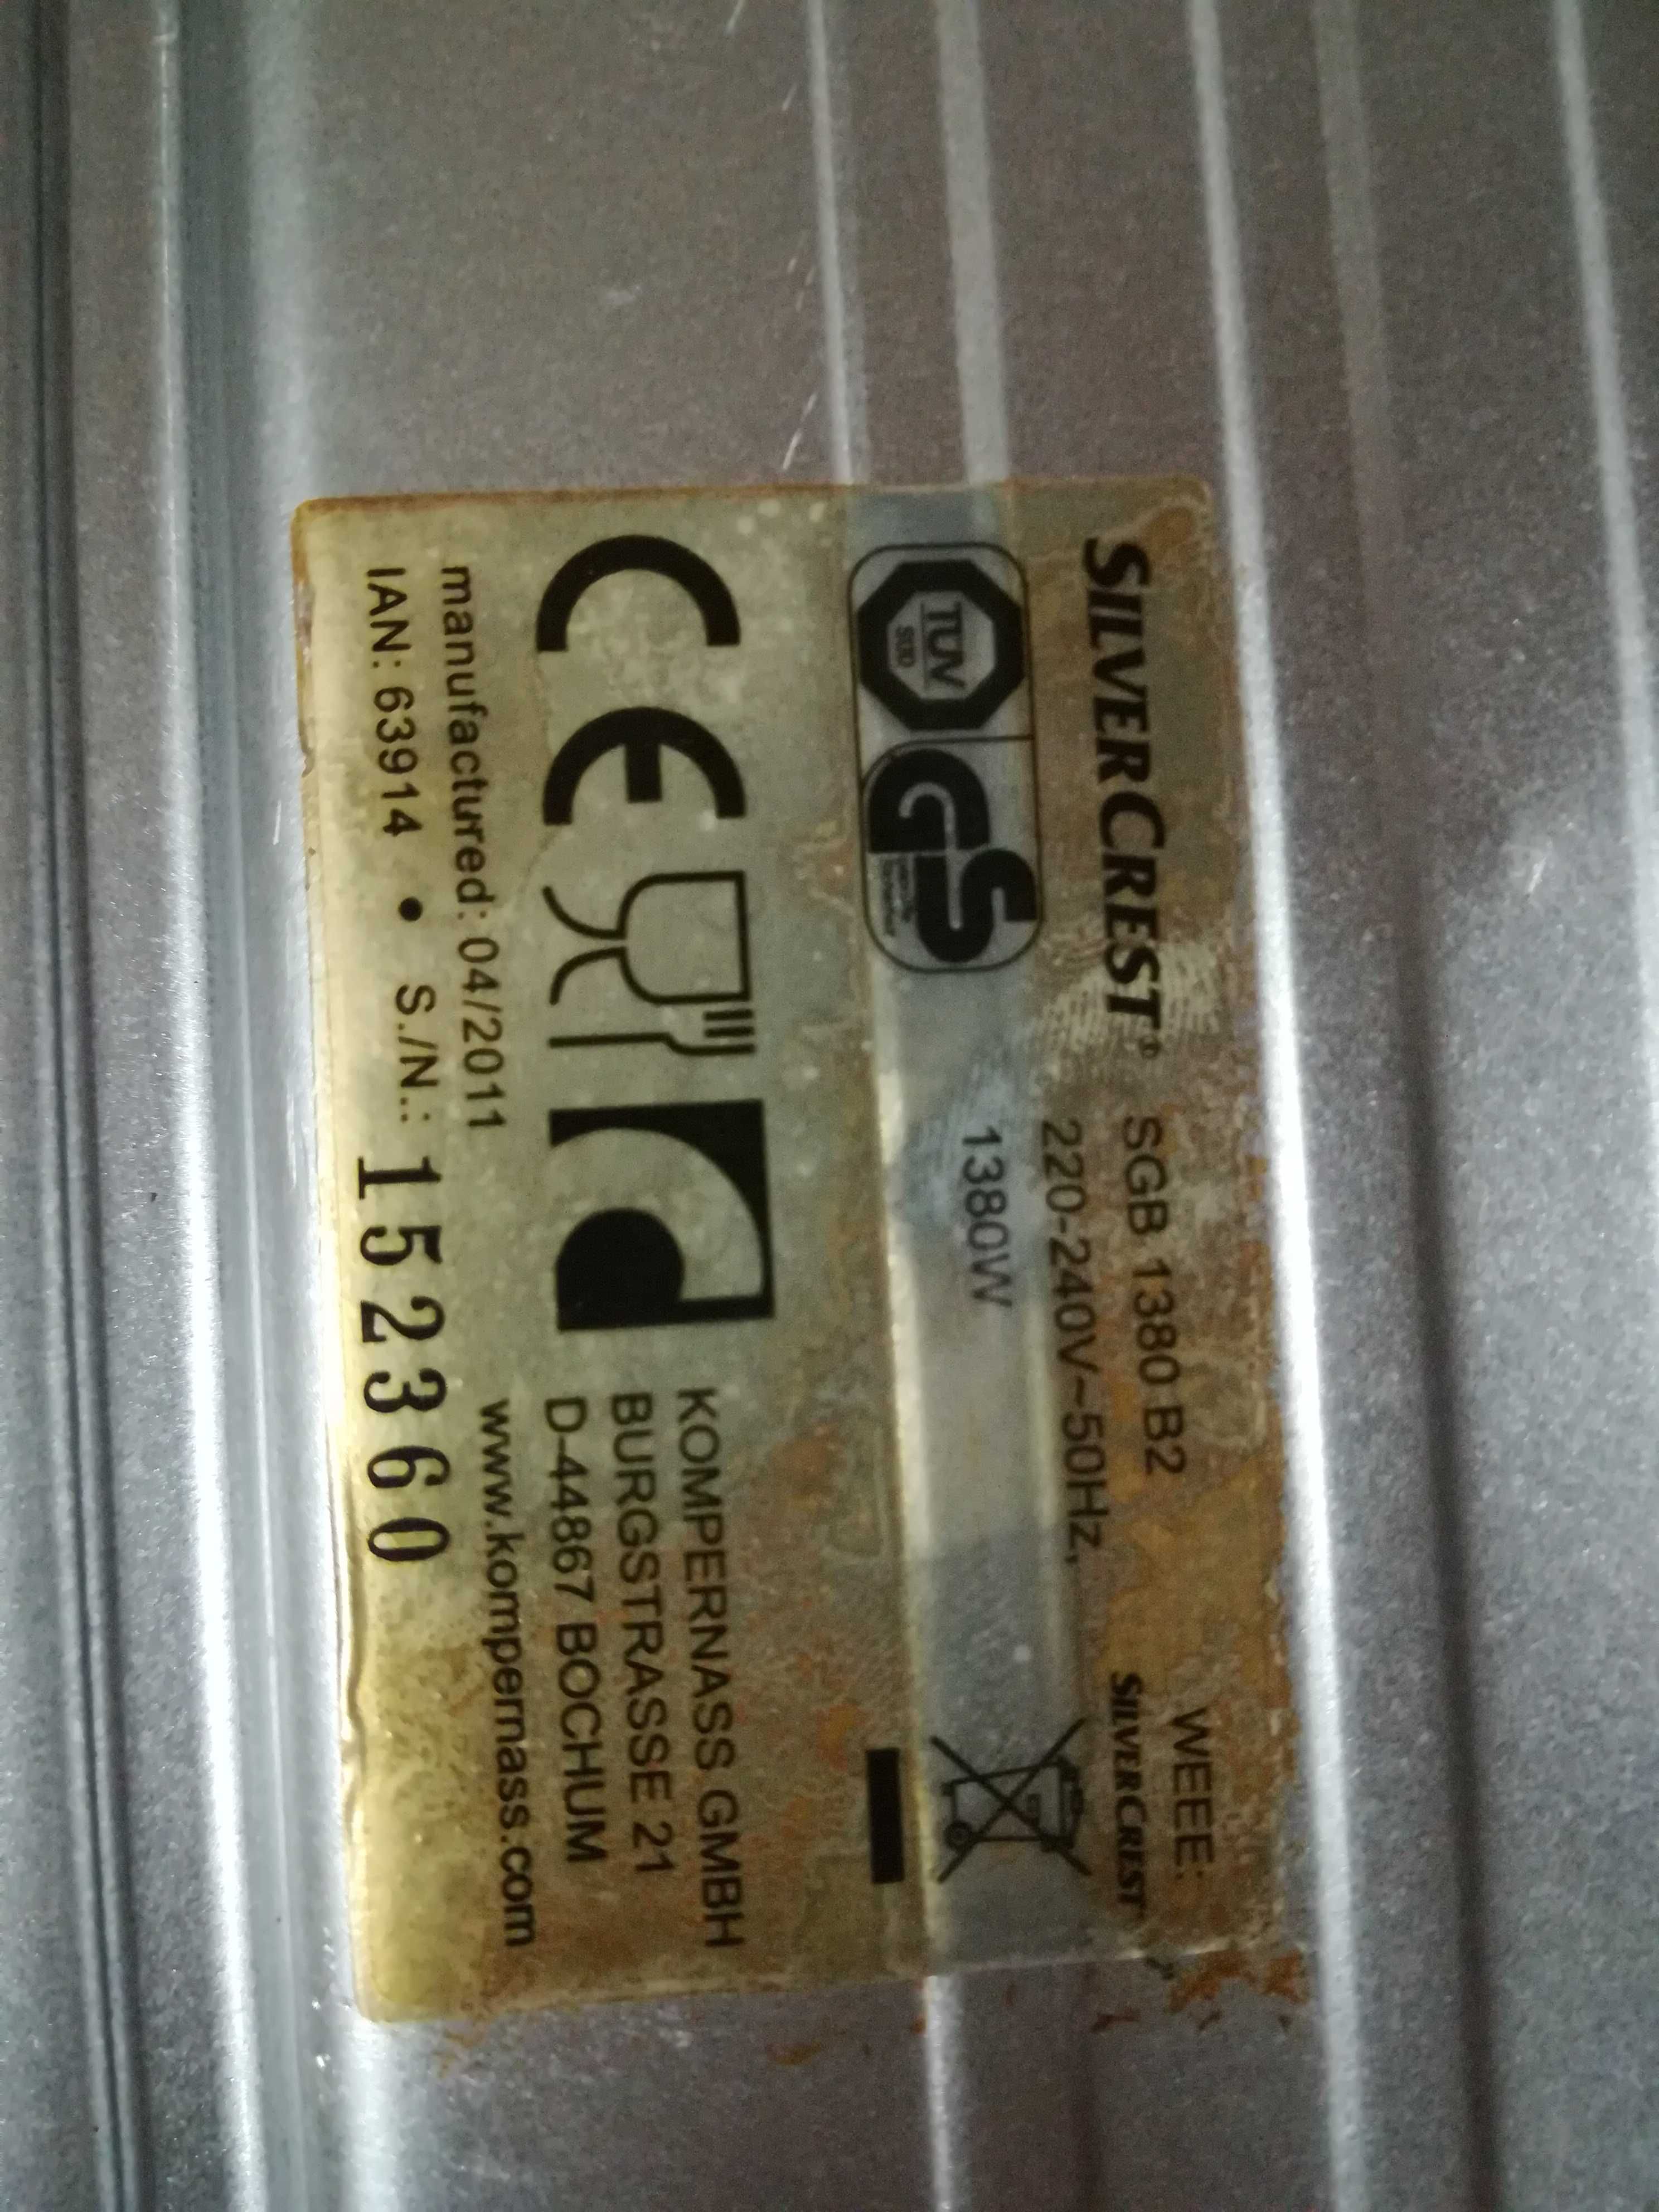 SILVERCREST®
SGB 1380 B2
220-240V~50Hz,
1380W
WEEE:
SILVERCREST
TÜV
SÜD
GS
CE
KOMPERNASS GMBH
BURGSTRASSE 21
D-44867 BOCHUM
www.kompernass.com
manufactured: 04/2011
IAN: 63914 • S./N.: 152360